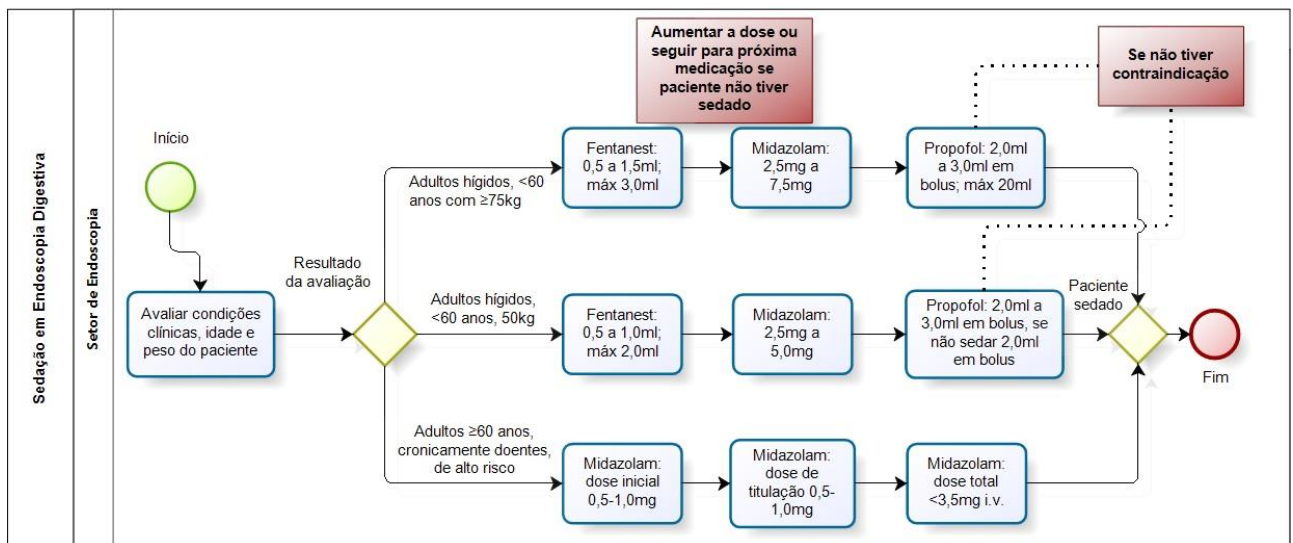 Sedação em Endoscopia Digestiva
Setor de Endoscopia
Início
Avaliar condições
clínicas, idade e
peso do paciente
Resultado
da avaliação
Aumentar a dose ou
seguir para próxima
medicação se
paciente não tiver
sedado
Se não tiver
contraindicação
Adultos hígidos, <60
anos com ≥75kg
Fentanest:
0,5 a 1,5ml;
máx 3,0ml
Midazolam:
2,5mg a
7,5mg
Propofol: 2,0ml
a 3,0ml em
bolus; máx 20ml
Adultos hígidos,
<60 anos, 50kg
Fentanest:
0,5 a 1,0ml;
máx 2,0ml
Midazolam:
2,5mg a
5,0mg
Propofol: 2,0ml a
3,0ml em bolus, se
não sedar 2,0ml
em bolus
Adultos ≥60 anos,
cronicamente doentes,
de alto risco
Midazolam:
dose inicial
0,5-1,0mg
Midazolam:
dose de
titulação 0,5-
1,0mg
Midazolam:
dose total
<3,5mg i.v.
Paciente
sedado
Fim